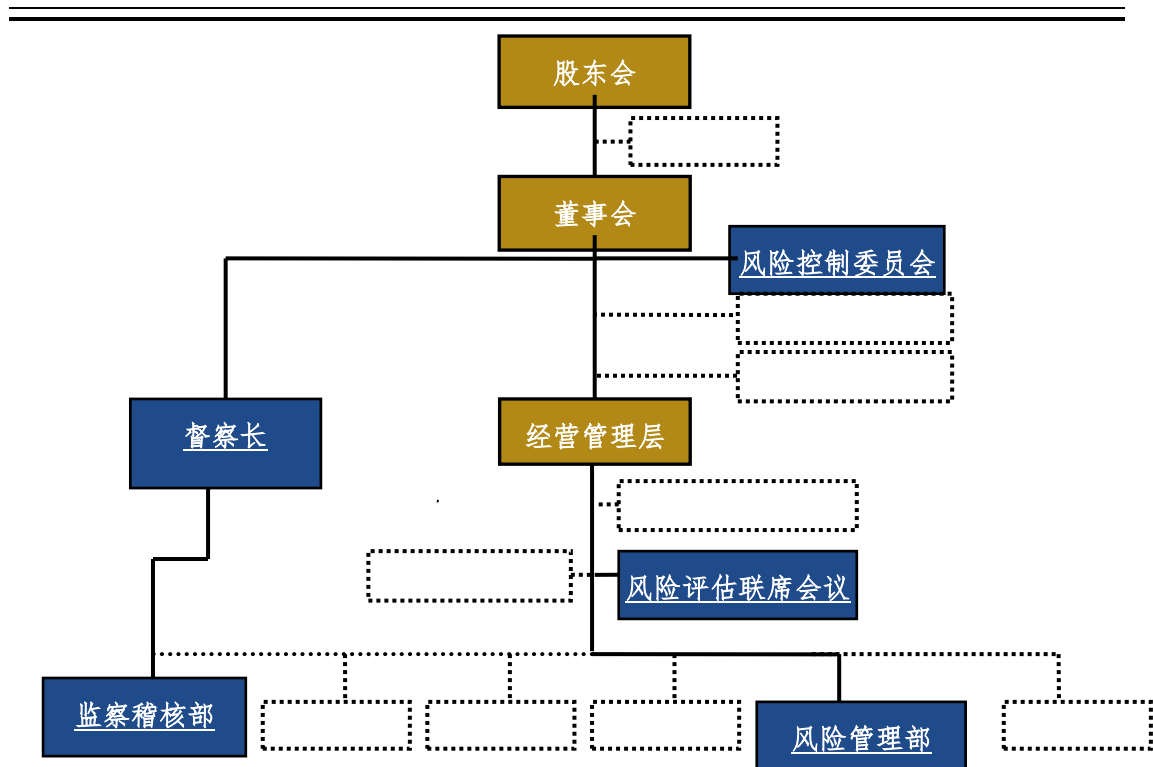 股东会
董事会
风险控制委员会
督察长
经营管理层
风险评估联席会议
监察稽核部
风险管理部